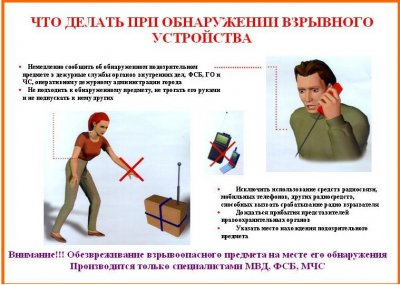 ЧТО ДЕЛАТЬ ПРИ ОБНАРУЖЕНИИ ВЗРЫВНОГО
УСТРОЙСТВА
• Немедленно сообщить об обнаруженном подозрительном
предмете в дежурные службы органов внутренних дел, ФСБ, ГО и
ЧС, оперативному дежурному администрации города
• Не подходить к обнаруженному предмету, не трогать его руками
и не подпускать к нему других
• Исключить использование средств радиосвязи,
мобильных телефонов, других радиосредств,
способных вызвать срабатывание радио взрывателя
• Дождаться прибытия представителей
правоохранительных органов
• Указать место нахождения подозрительного
предмета
Внимание!!! Обезвреживание взрывоопасного предмета на месте его обнаружения
Производится только специалистами МВД, ФСБ, МЧС